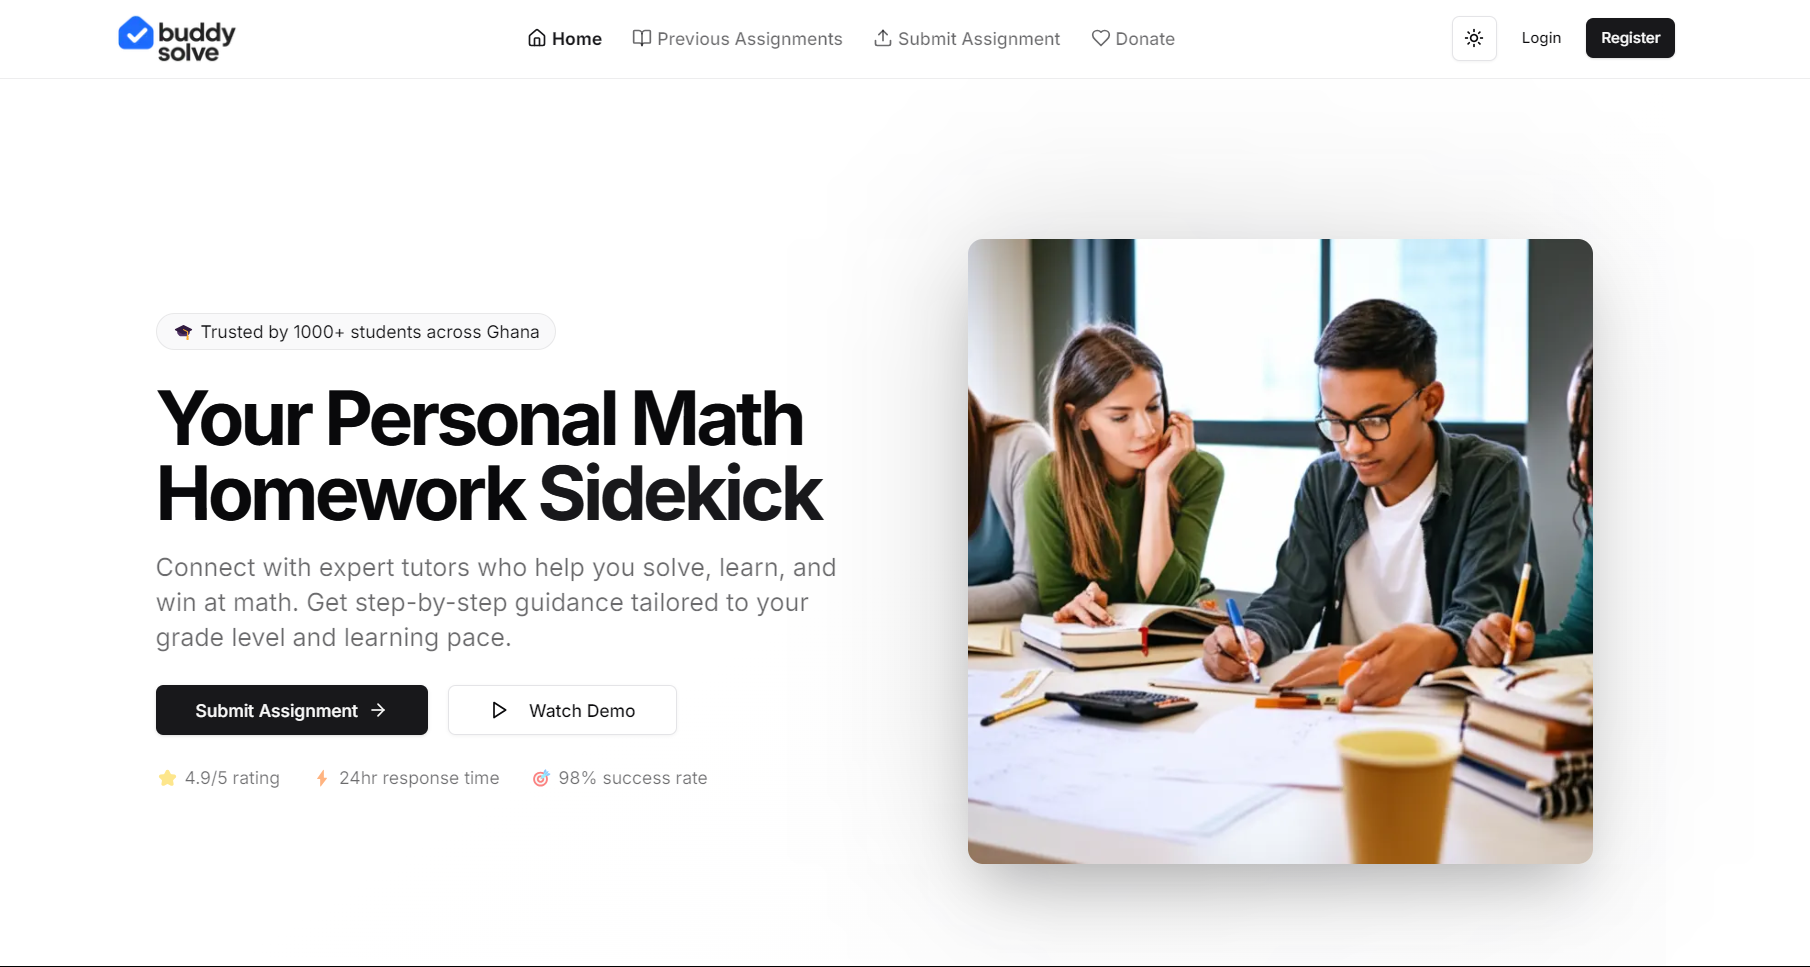 buddy
solve
Home
Previous Assignments
Submit Assignment
Donate
Login
Register
Trusted by 1000+ students across Ghana
Your Personal Math
Homework Sidekick
Connect with expert tutors who help you solve, learn, and
win at math. Get step-by-step guidance tailored to your
grade level and learning pace.
Submit Assignment
Watch Demo
4.9/5 rating
24hr response time
98% success rate